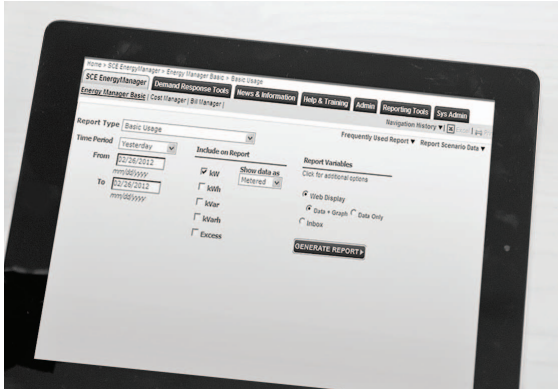 Home > SCE EnergyManager > Energy Manager Basic > Basic Usage
SCE EnergyManager Demand Response Tools News & Information Help & Training Admin Reporting Tools Sys Admin
Energy Manager Basic | Cost Manager | Bill Manager |
Navigation History ▼
Frequently Used Report ▼ Report Scenario Data ▼
Report Type Basic Usage
Time Period Yesterday
From 02/26/2012
mm/dd/yyyy
To 02/26/2012
mm/dd/yyyy
Include on Report
Show data as
Metered
kW
kWh
kVar
kVarh
Excess
Report Variables
Click for additional options
Web Display
Data + Graph Data Only
Inbox
GENERATE REPORT